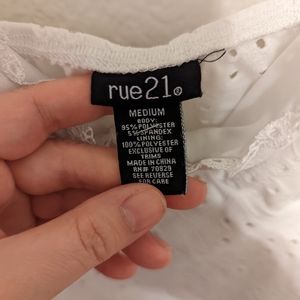 rue21®
MEDIUM
BODY:
95% POLYESTER
5% SPANDEX
LINING:
100% POLYESTER
EXCLUSIVE OF
TRIMS
MADE IN CHINA
RN# 70829
SEE REVERSE
FOR CARE